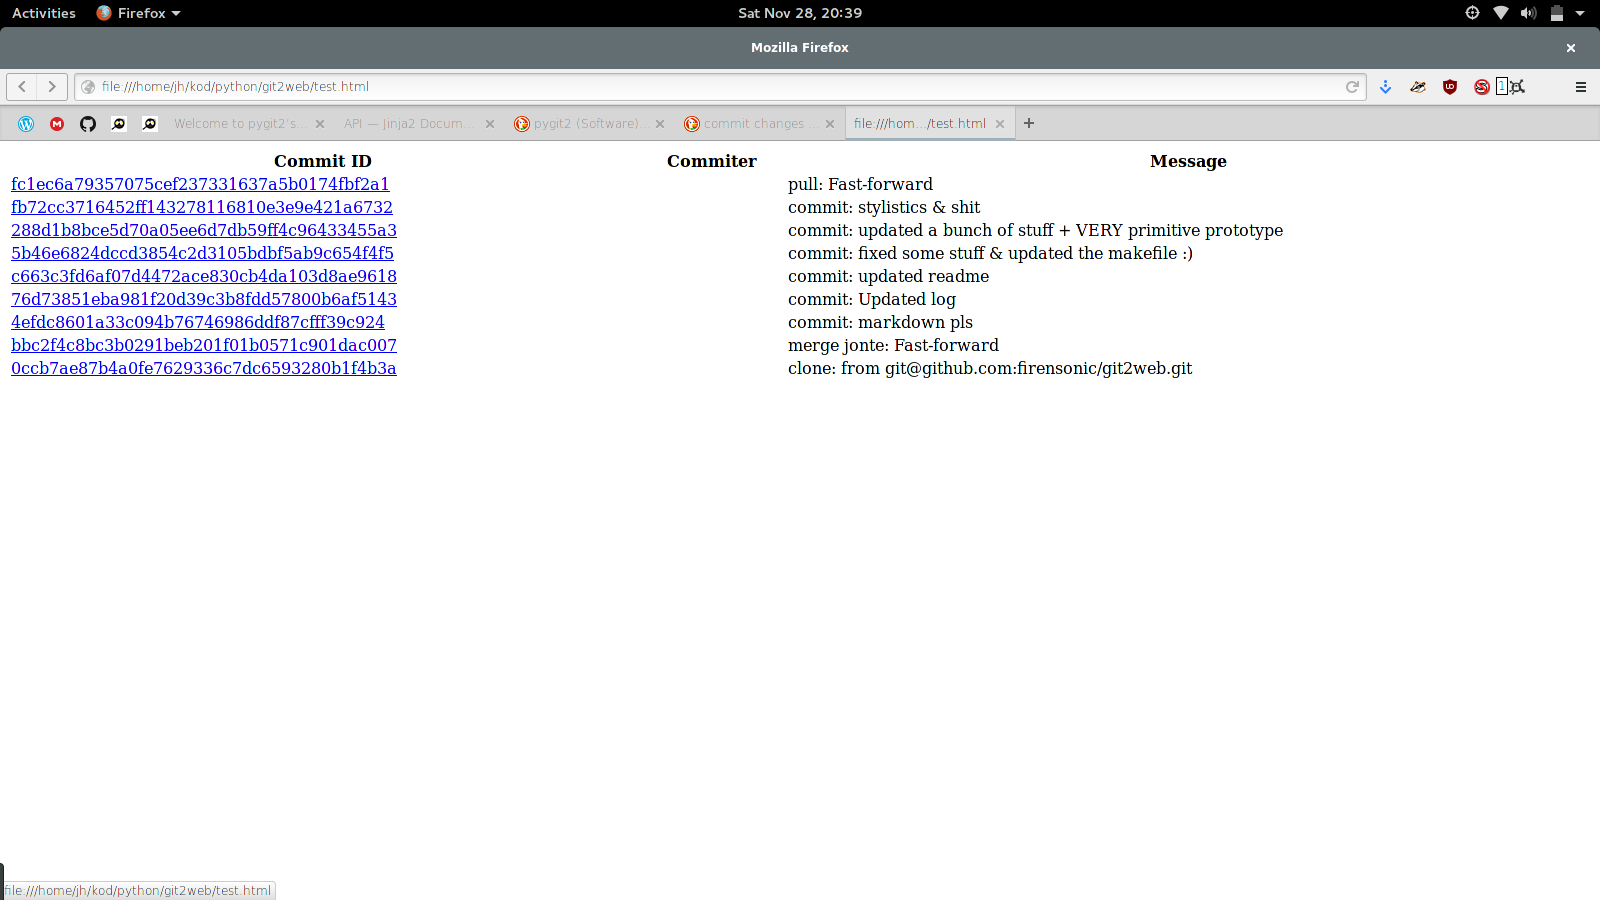 Activities Firefox Sat Nov 28, 20:39
Mozilla Firefox
file:///home/jh/kod/python/git2web/test.html 1
Welcome to pygit2's... API — Jinja2 Docum... pygit2 (Software)... commit changes ... file:///hom.../test.html
Commit ID Commiter Message
fc1ec6a79357075cef237331637a5b0174fbf2a1 pull: Fast-forward
fb72cc3716452ff143278116810e3e9e421a6732 commit: stylistics & shit
288d1b8bce5d70a05ee6d7db59ff4c96433455a3 commit: updated a bunch of stuff + VERY primitive prototype
5b46e6824dccd3854c2d3105bdbf5ab9c654f4f5 commit: fixed some stuff & updated the makefile :)
c663c3fd6af07d4472ace830cb4da103d8ae9618 commit: updated readme
76d73851eba981f20d39c3b8fdd57800b6af5143 commit: Updated log
4efdc8601a33c094b76746986ddf87cfff39c924 commit: markdown pls
bbc2f4c8bc3b0291beb201f01b0571c901dac007 merge jonte: Fast-forward
0ccb7ae87b4a0fe7629336c7dc6593280b1f4b3a clone: from git@github.com:firensonic/git2web.git
file:///home/jh/kod/python/git2web/test.html